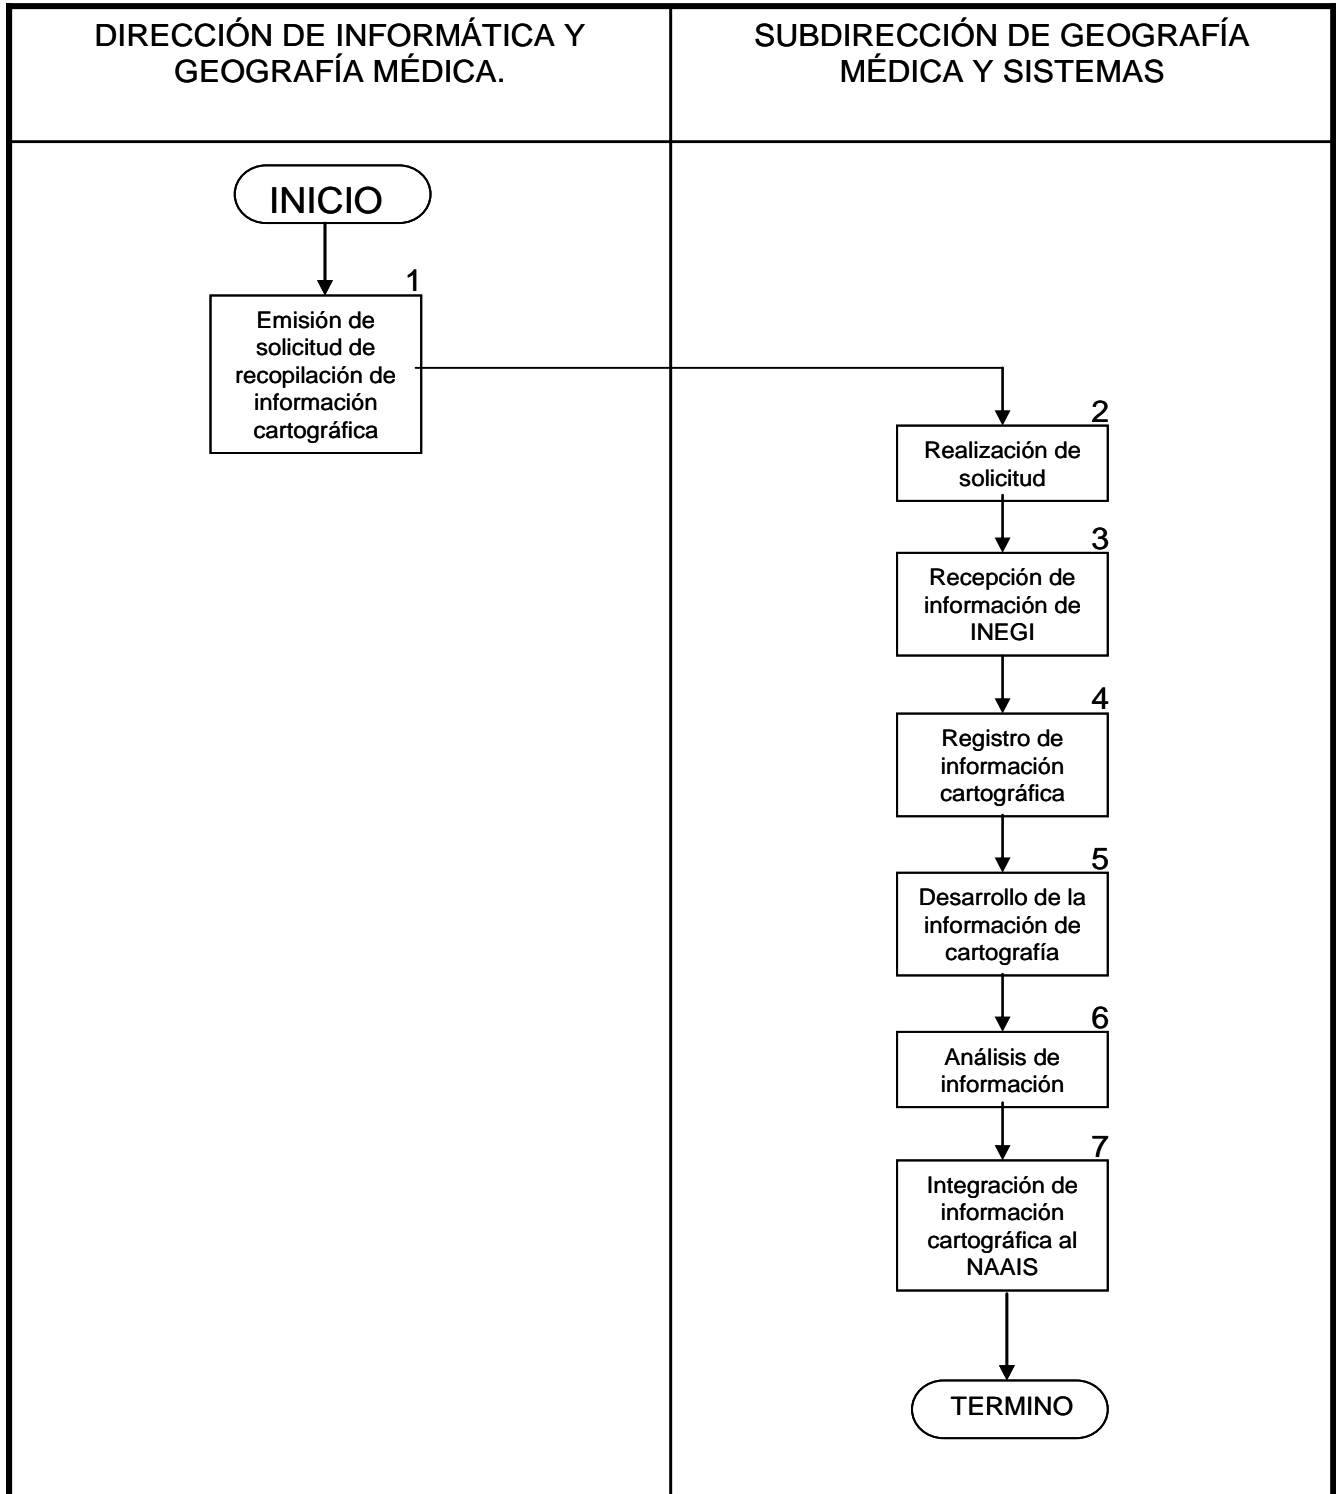 DIRECCIÓN DE INFORMÁTICA Y
GEOGRAFÍA MÉDICA.
SUBDIRECCIÓN DE GEOGRAFÍA
MÉDICA Y SISTEMAS
INICIO
1
Emisión de
solicitud de
recopilación de
información
cartográfica
2
Realización de
solicitud
3
Recepción de
información de
INEGI
4
Registro de
información
cartográfica
5
Desarrollo de la
información de
cartografía
6
Análisis de
información
7
Integración de
información
cartográfica al
NAAIS
TERMINO